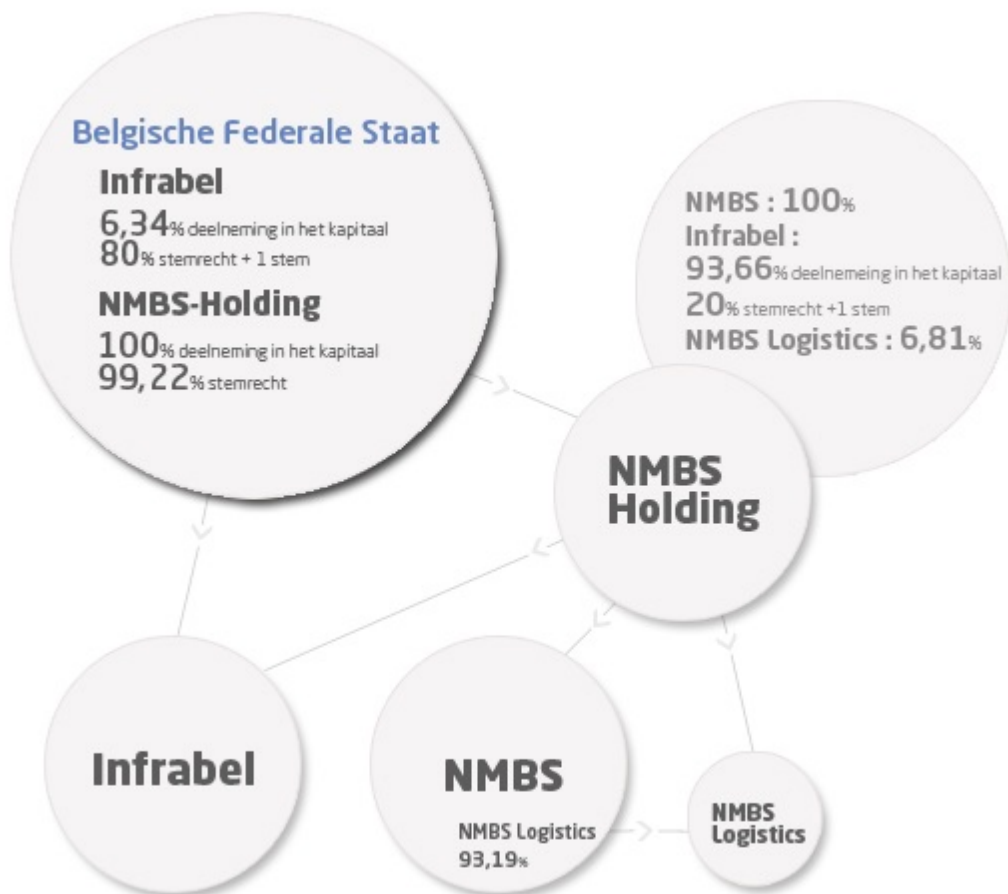 Belgische Federale Staat
Infrabel
6,34% deelneming in het kapitaal
80% stemrecht + 1 stem
NMBS-Holding
100% deelneming in het kapitaal
99,22% stemrecht
NMBS : 100%
Infrabel :
93,66% deelnemeing in het kapitaal
20% stemrecht +1 stem
NMBS Logistics : 6,81%
NMBS
Holding
Infrabel
NMBS
NMBS Logistics
93,19%
NMBS
Logistics